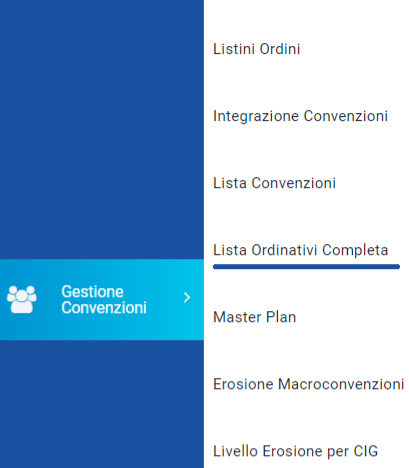 Listini Ordini
Integrazione Convenzioni
Lista Convenzioni
Lista Ordinativi Completa
Gestione
Convenzioni
Master Plan
Erosione Macroconvenzioni
Livello Erosione per CIG